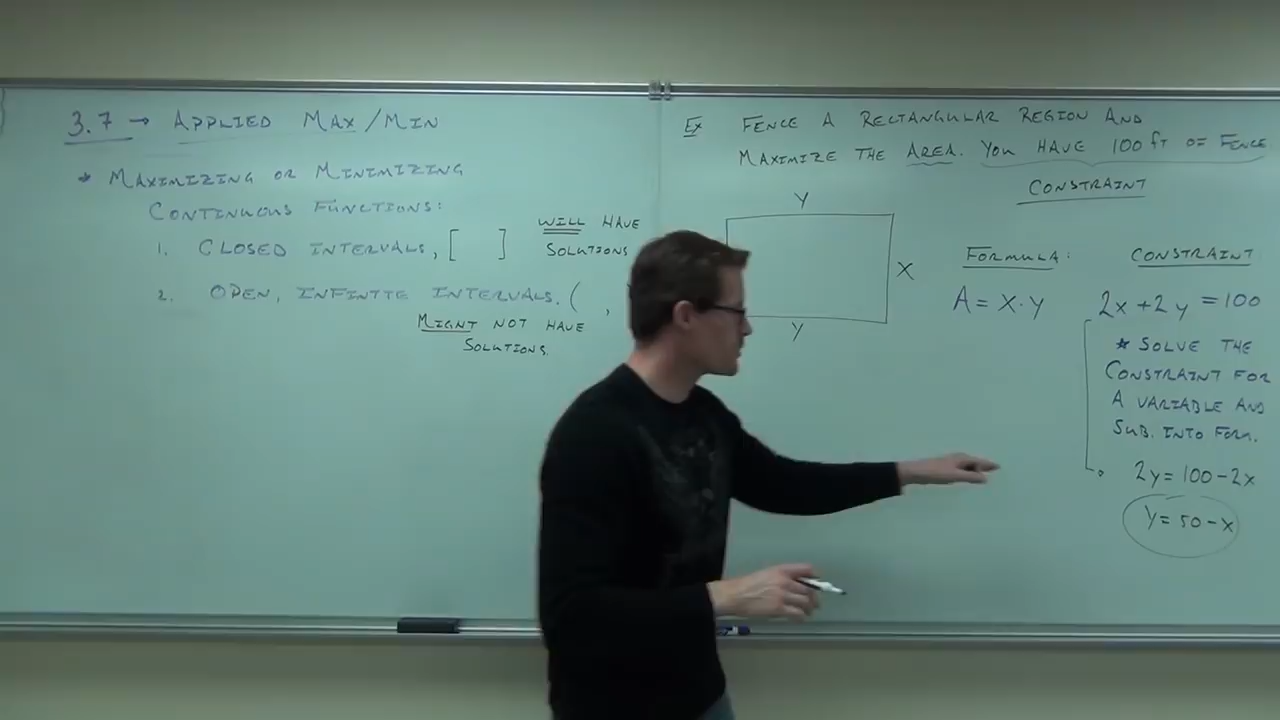 3.7 → APPLIED MAX/MIN
* MAXIMIZING OR MINIMIZING
CONTINUOUS FUNCTIONS:
1. CLOSED INTERVALS, [ ]
WILL HAVE
SOLUTIONS
2. OPEN, INFINITE INTERVALS. ( ,
MIGHT NOT HAVE
SOLUTIONS.
EX FENCE A RECTANGULAR REGION AND
MAXIMIZE THE AREA. YOU HAVE 100 ft OF FENCE
CONSTRAINT
Y
X
Y
FORMULA:
A = X·Y
CONSTRAINT
2x + 2y = 100
* SOLVE THE
CONSTRAINT FOR
A VARIABLE AND
SUB. INTO FORM.
2y = 100 - 2x
Y = 50 - x